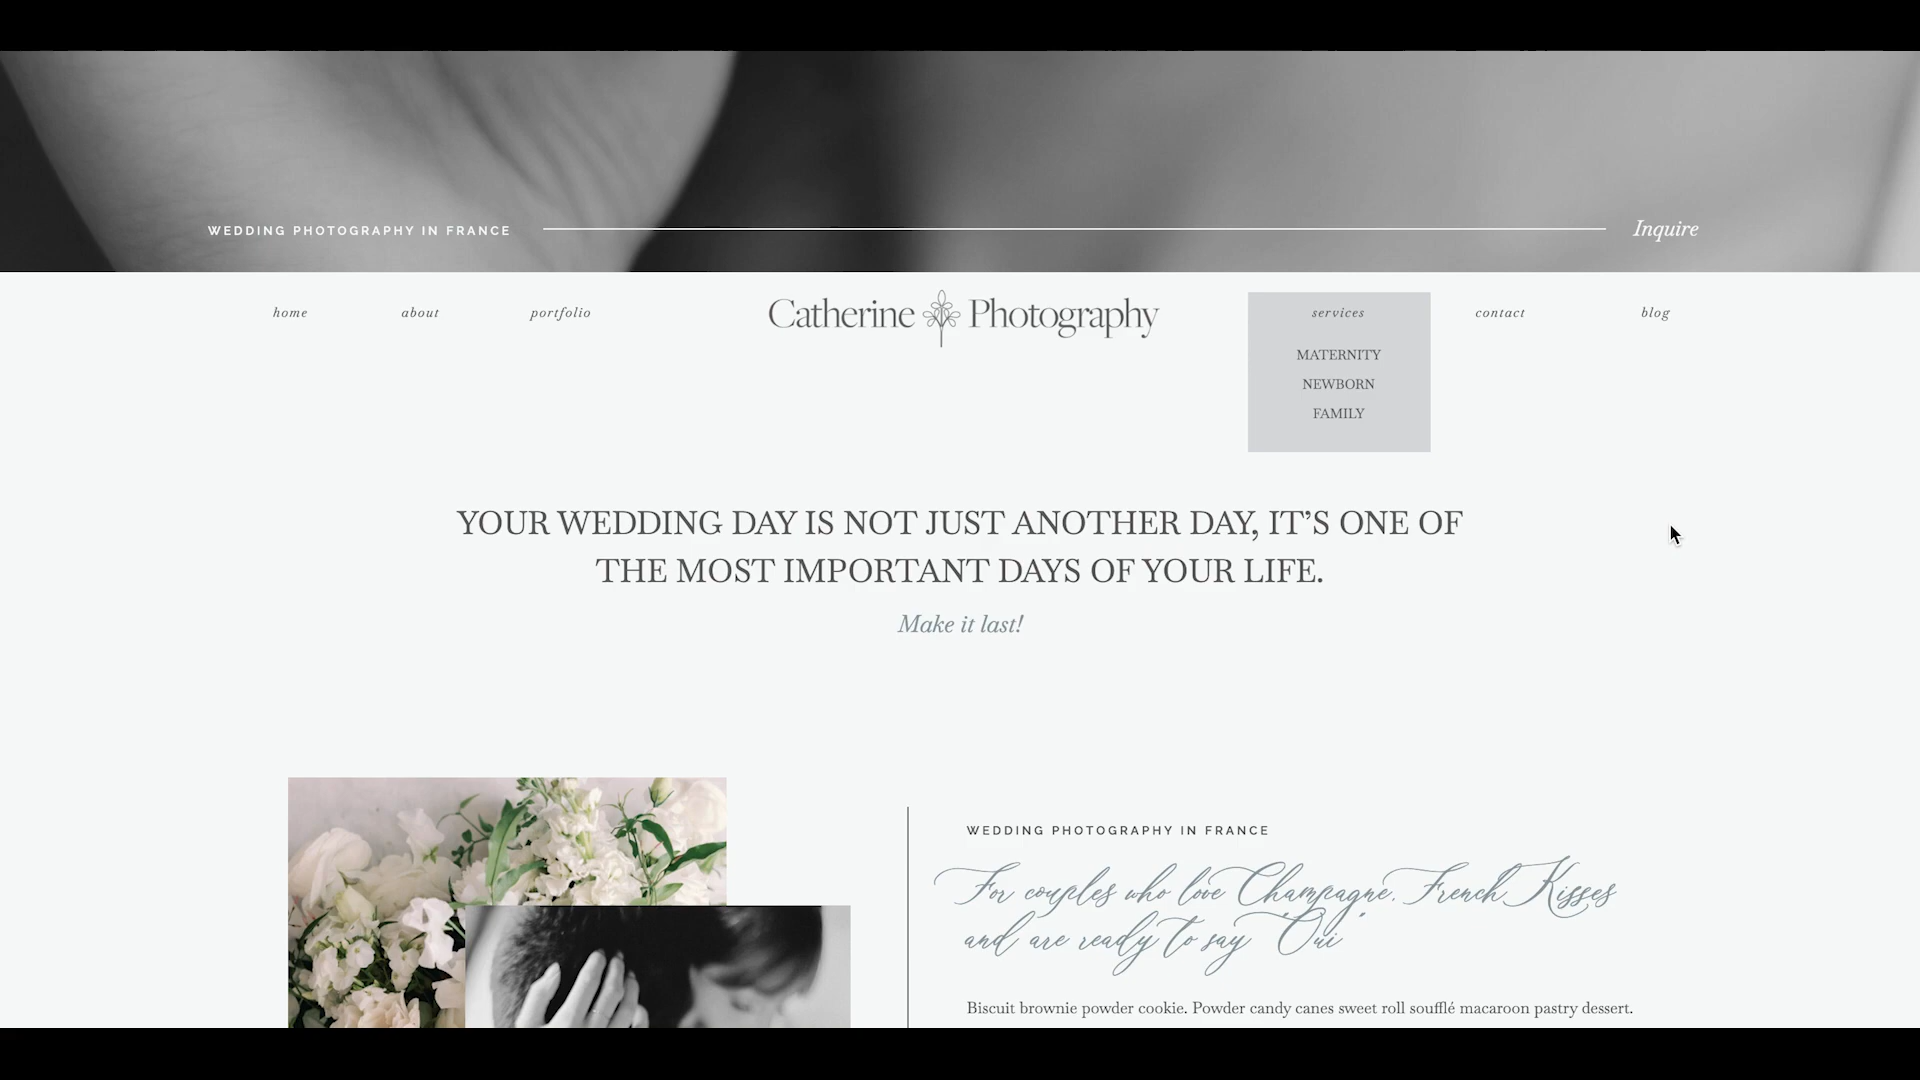 WEDDING PHOTOGRAPHY IN FRANCE
Inquire
home about portfolio Catherine Photography services contact blog
MATERNITY
NEWBORN
FAMILY
YOUR WEDDING DAY IS NOT JUST ANOTHER DAY, IT’S ONE OF
THE MOST IMPORTANT DAYS OF YOUR LIFE.
Make it last!
WEDDING PHOTOGRAPHY IN FRANCE
For couples who love Champagne, French Kisses
and are ready to say "Oui"
Biscuit brownie powder cookie. Powder candy canes sweet roll soufflé macaroon pastry dessert.